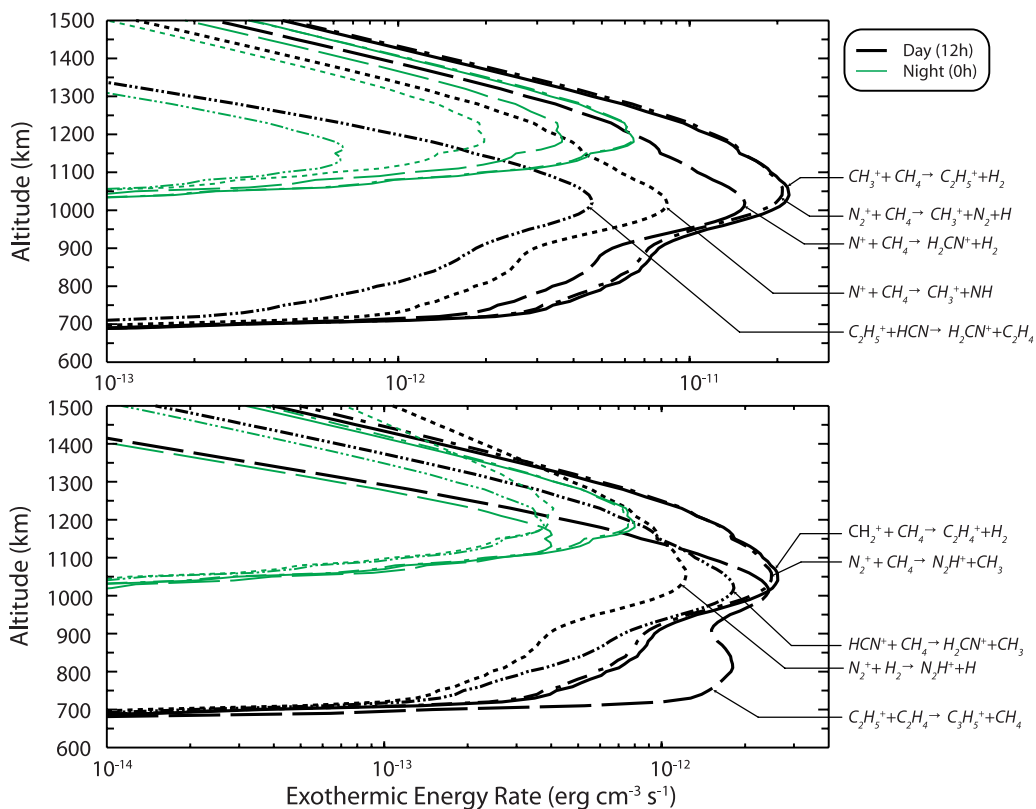 1500
1400
1300
1200
1100
1000
900
800
700
600
Altitude (km)
10⁻¹³
10⁻¹²
10⁻¹¹
Day (12h)
Night (0h)
CH₃⁺+ CH₄→ C₂H₅⁺+H₂
N₂⁺+ CH₄→ CH₃⁺+N₂+H
N⁺+ CH₄→ H₂CN⁺+H₂
N⁺+ CH₄→ CH₃⁺+NH
C₂H₅⁺+HCN→ H₂CN⁺+C₂H₄
1500
1400
1300
1200
1100
1000
900
800
700
600
Altitude (km)
10⁻¹⁴
10⁻¹³
10⁻¹²
Exothermic Energy Rate (erg cm⁻³ s⁻¹)
CH₂⁺+ CH₄→ C₂H₄⁺+H₂
N₂⁺+ CH₄→ N₂H⁺+CH₃
HCN⁺+ CH₄→ H₂CN⁺+CH₃
N₂⁺+ H₂→ N₂H⁺+H
C₂H₅⁺+C₂H₄→ C₃H₅⁺+CH₄